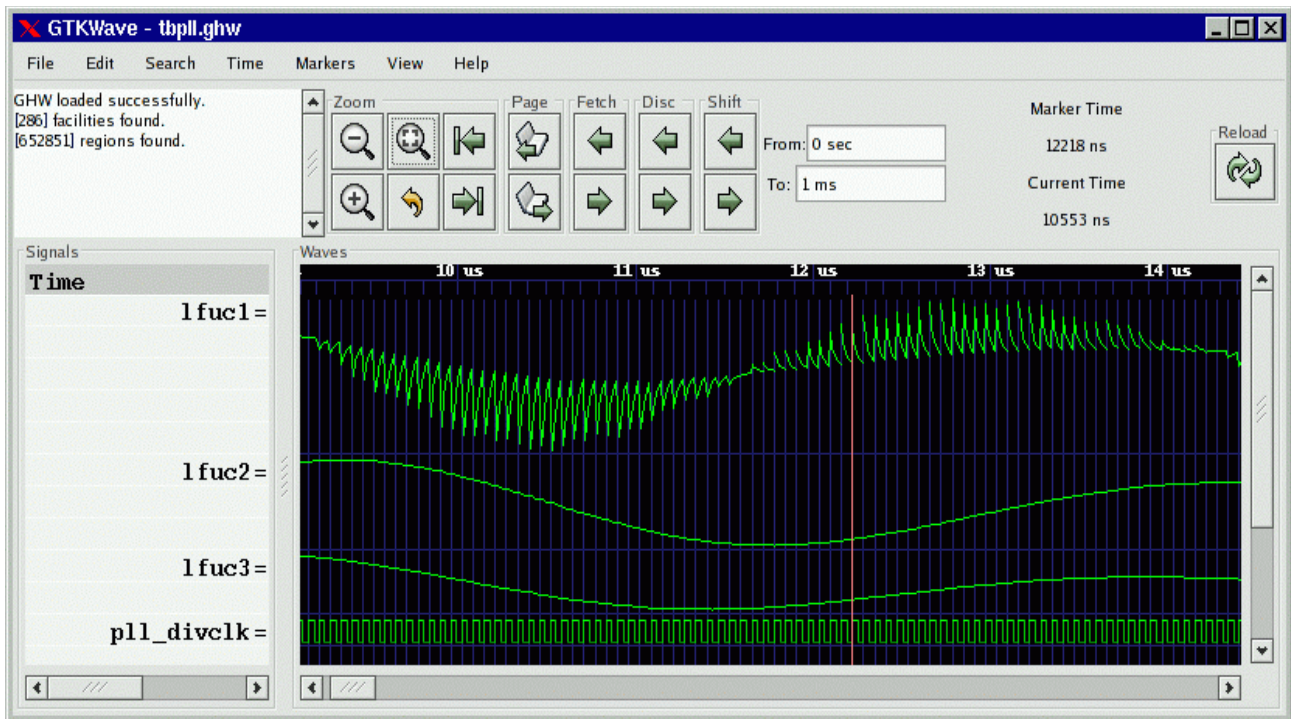 GTKWave - tbpll.ghw
File Edit Search Time Markers View Help
GHW loaded successfully.
[286] facilities found.
[652851] regions found.
Zoom Page Fetch Disc Shift
From: 0 sec
To: 1 ms
Marker Time
12218 ns
Current Time
10553 ns
Reload
Signals
Waves
Time
10 us 11 us 12 us 13 us 14 us
lfuc1=
lfuc2=
lfuc3=
pll_divclk=